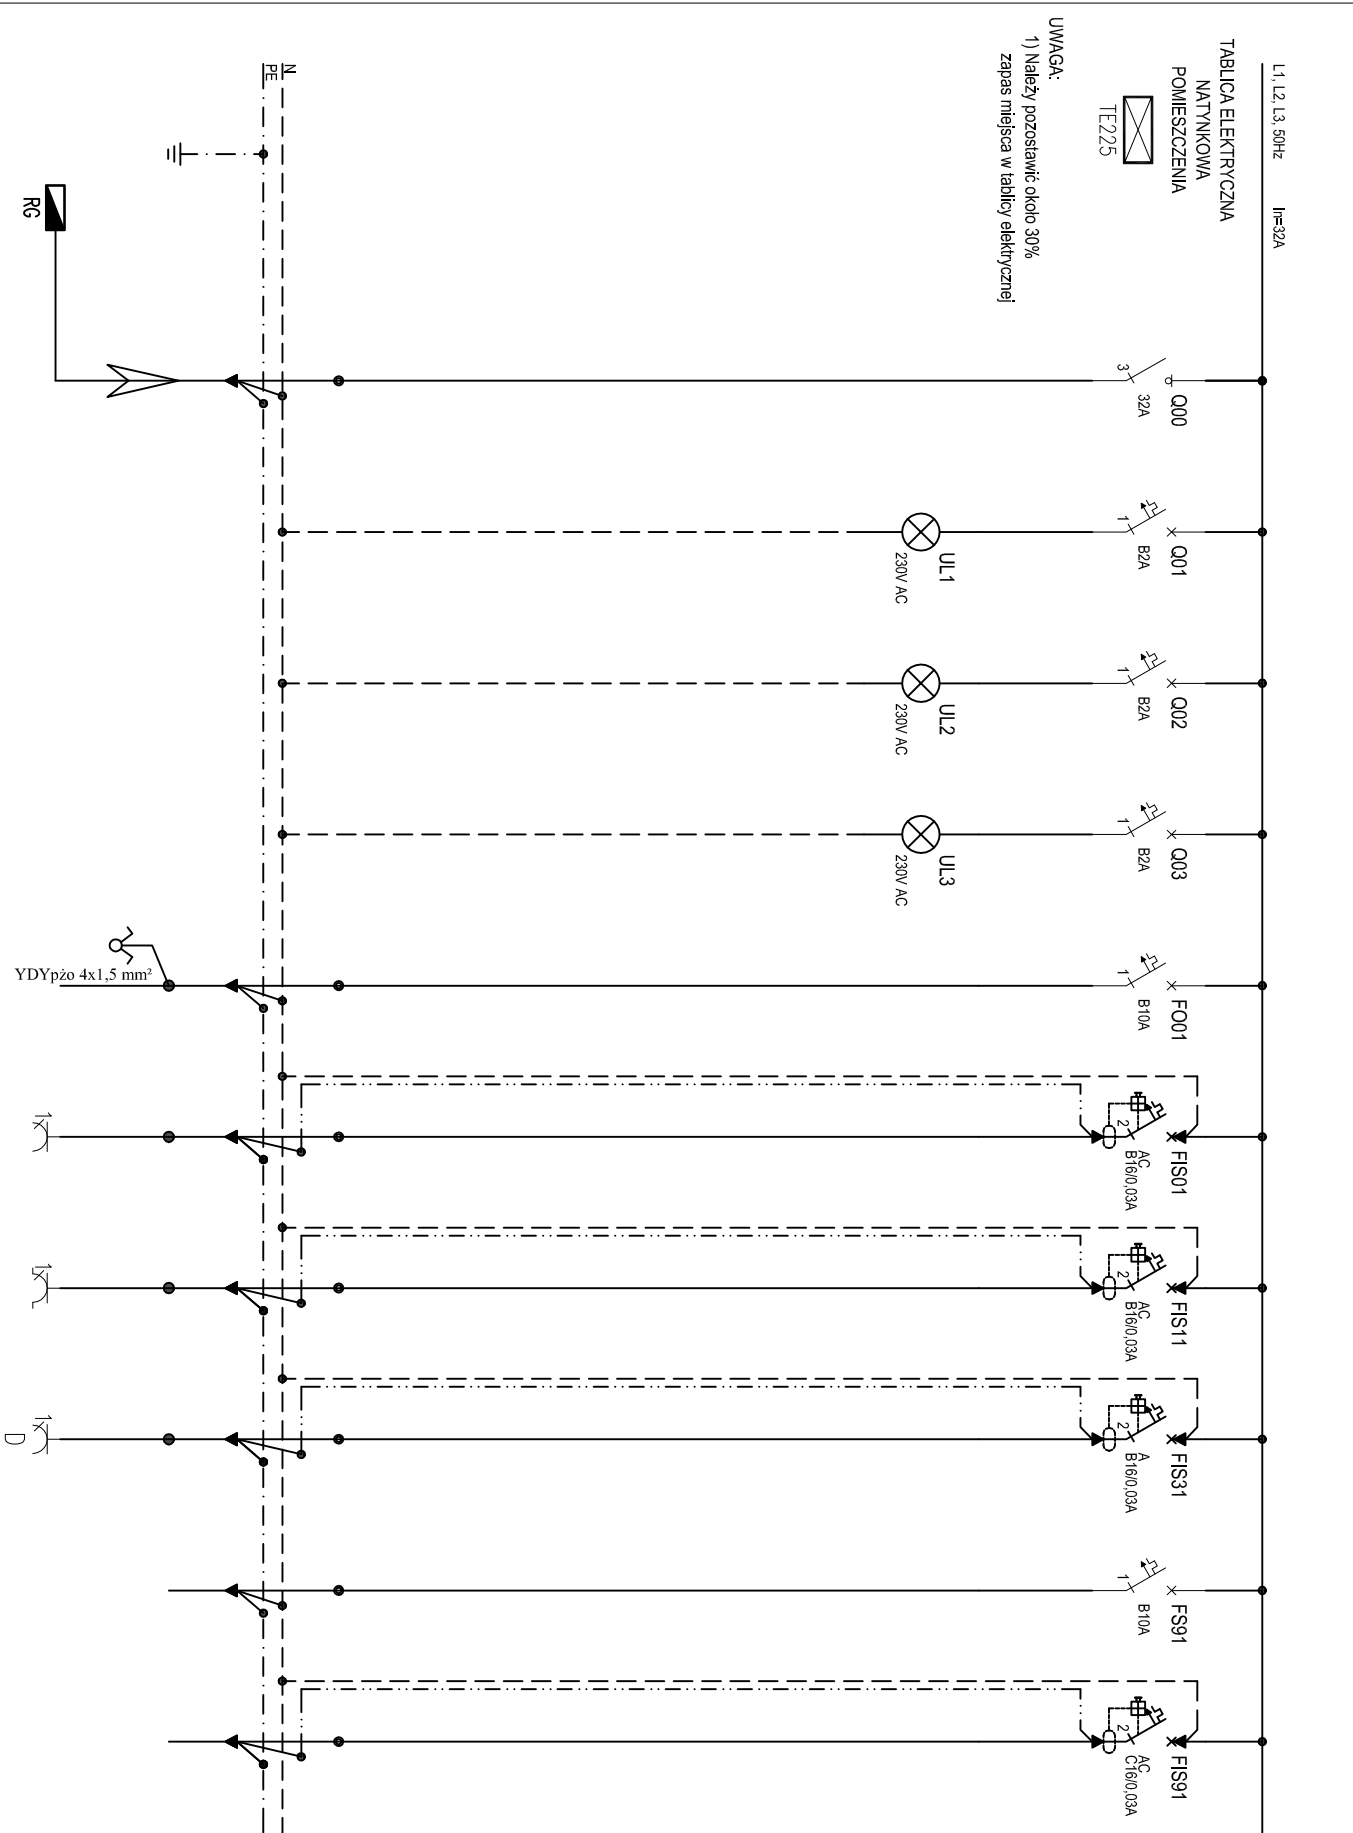 L1, L2, L3, 50Hz
In=32A
TABLICA ELEKTRYCZNA
NATYNKOWA
POMIESZCZENIA
TE225
UWAGA:
1) Należy pozostawić około 30%
zapas miejsca w tablicy elektrycznej
N
PE
RG
Q00
3
32A
Q01
1
B2A
UL1
230V AC
Q02
1
B2A
UL2
230V AC
Q03
1
B2A
UL3
230V AC
FO01
1
B10A
YDYpżo 4x1,5 mm²
FIS01
2
AC
B16/0,03A
1
FIS11
2
AC
B16/0,03A
1
FIS31
2
A
B16/0,03A
1
D
FS91
1
B10A
FIS91
2
AC
C16/0,03A